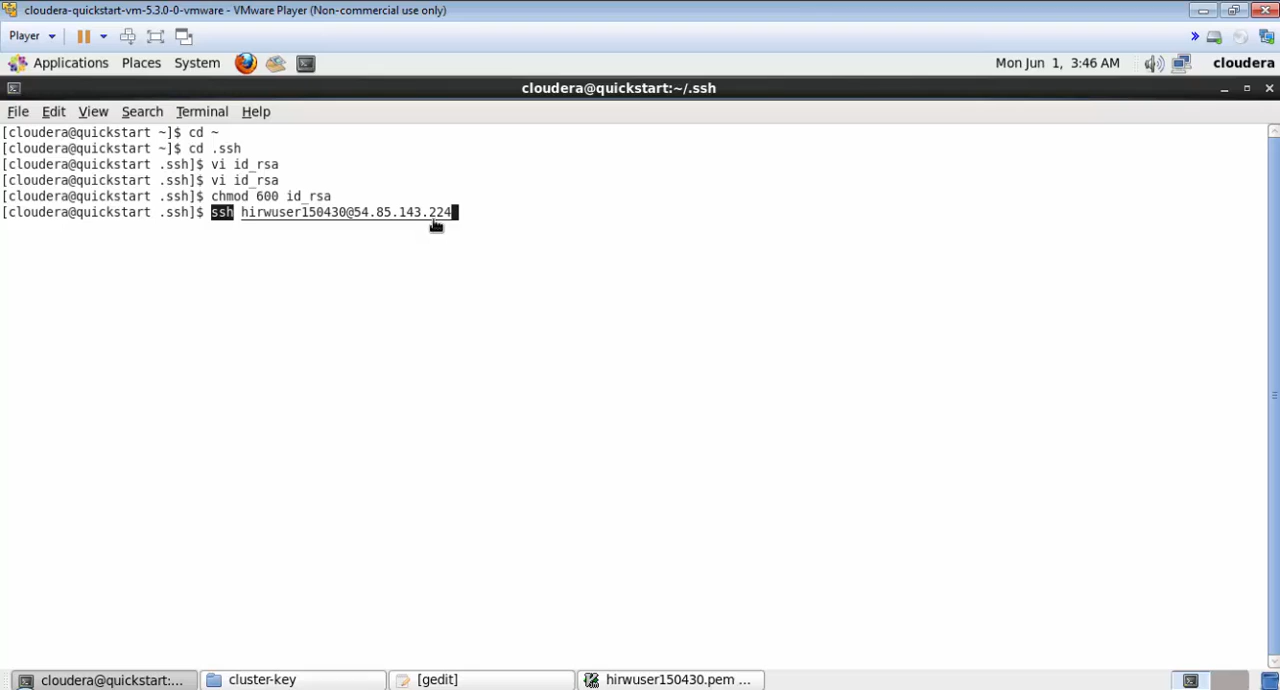 cloudera-quickstart-vm-5.3.0-0-vmware - VMware Player (Non-commercial use only)
Player
Applications Places System Mon Jun 1, 3:46 AM cloudera
cloudera@quickstart:~/.ssh
File Edit View Search Terminal Help
[cloudera@quickstart ~]$ cd ~
[cloudera@quickstart ~]$ cd .ssh
[cloudera@quickstart .ssh]$ vi id_rsa
[cloudera@quickstart .ssh]$ vi id_rsa
[cloudera@quickstart .ssh]$ chmod 600 id_rsa
[cloudera@quickstart .ssh]$ ssh hirwuser150430@54.85.143.224
cloudera@quickstart:... cluster-key [gedit] hirwuser150430.pem ...